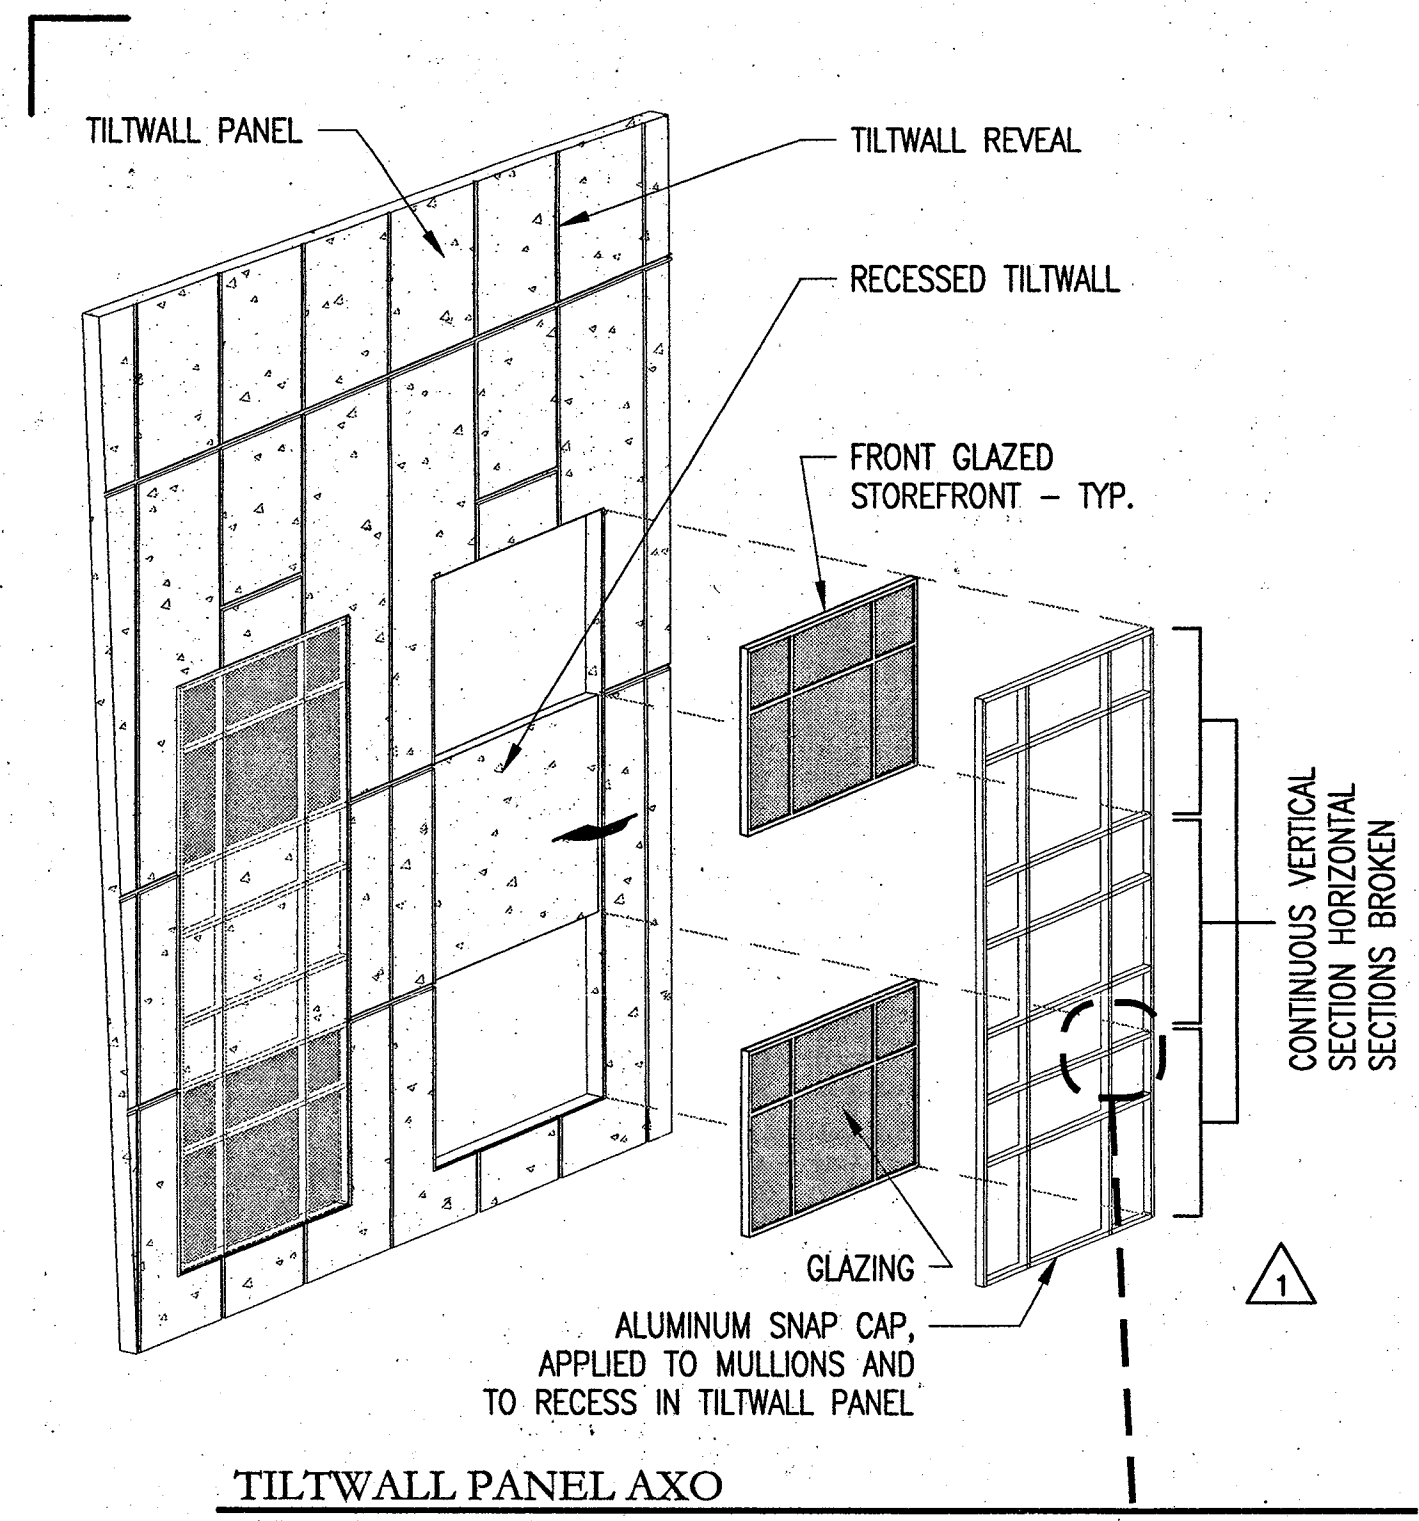 TILTWALL PANEL
TILTWALL REVEAL
RECESSED TILTWALL
FRONT GLAZED
STOREFRONT – TYP.
CONTINUOUS VERTICAL
SECTION HORIZONTAL
SECTIONS BROKEN
GLAZING
1
ALUMINUM SNAP CAP,
APPLIED TO MULLIONS AND
TO RECESS IN TILTWALL PANEL
TILTWALL PANEL AXO